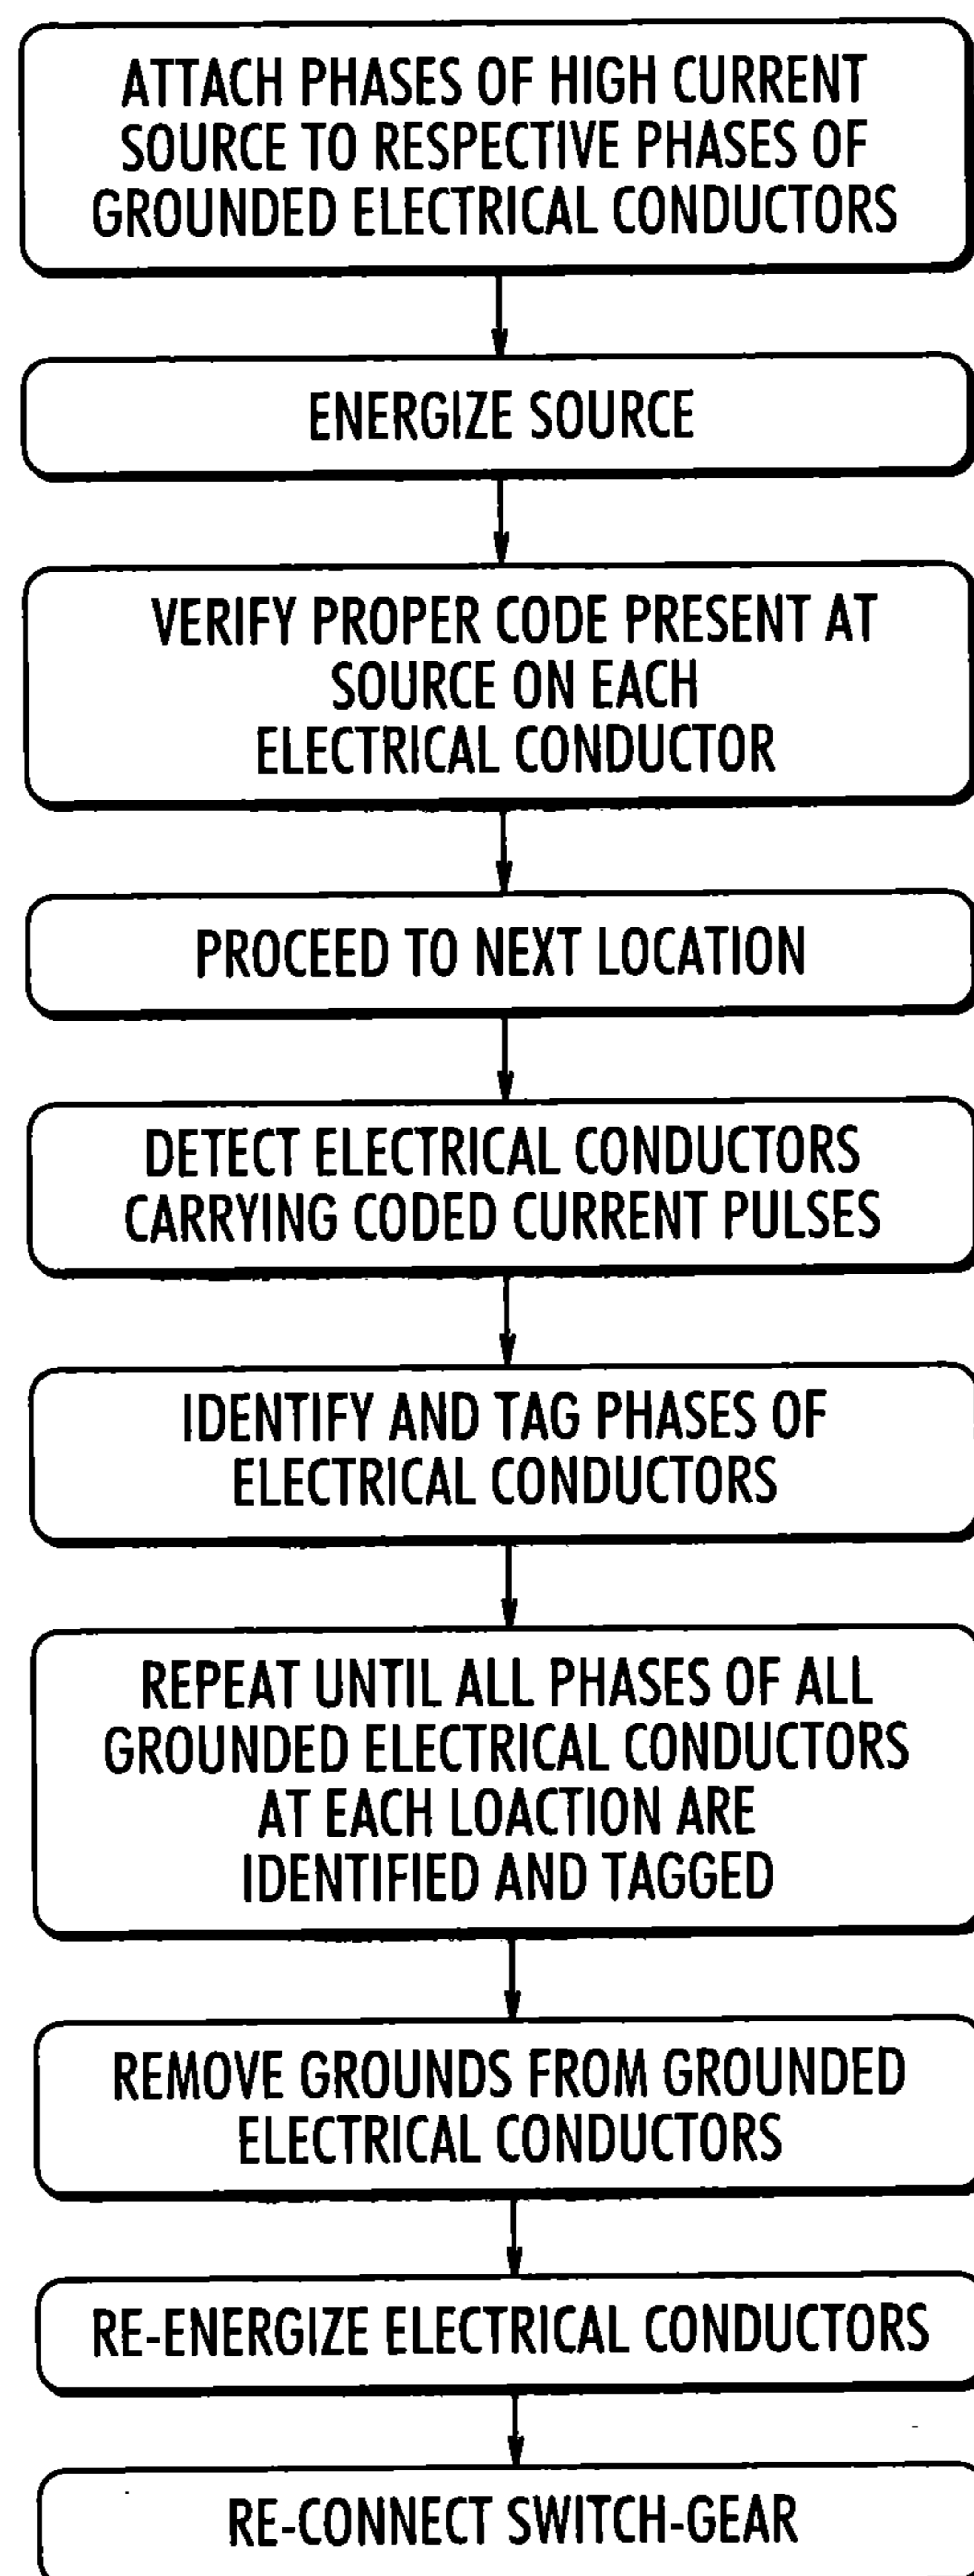 ATTACH PHASES OF HIGH CURRENT
SOURCE TO RESPECTIVE PHASES OF
GROUNDED ELECTRICAL CONDUCTORS
ENERGIZE SOURCE
VERIFY PROPER CODE PRESENT AT
SOURCE ON EACH
ELECTRICAL CONDUCTOR
PROCEED TO NEXT LOCATION
DETECT ELECTRICAL CONDUCTORS
CARRYING CODED CURRENT PULSES
IDENTIFY AND TAG PHASES OF
ELECTRICAL CONDUCTORS
REPEAT UNTIL ALL PHASES OF ALL
GROUNDED ELECTRICAL CONDUCTORS
AT EACH LOACTION ARE
IDENTIFIED AND TAGGED
REMOVE GROUNDS FROM GROUNDED
ELECTRICAL CONDUCTORS
RE-ENERGIZE ELECTRICAL CONDUCTORS
RE-CONNECT SWITCH-GEAR